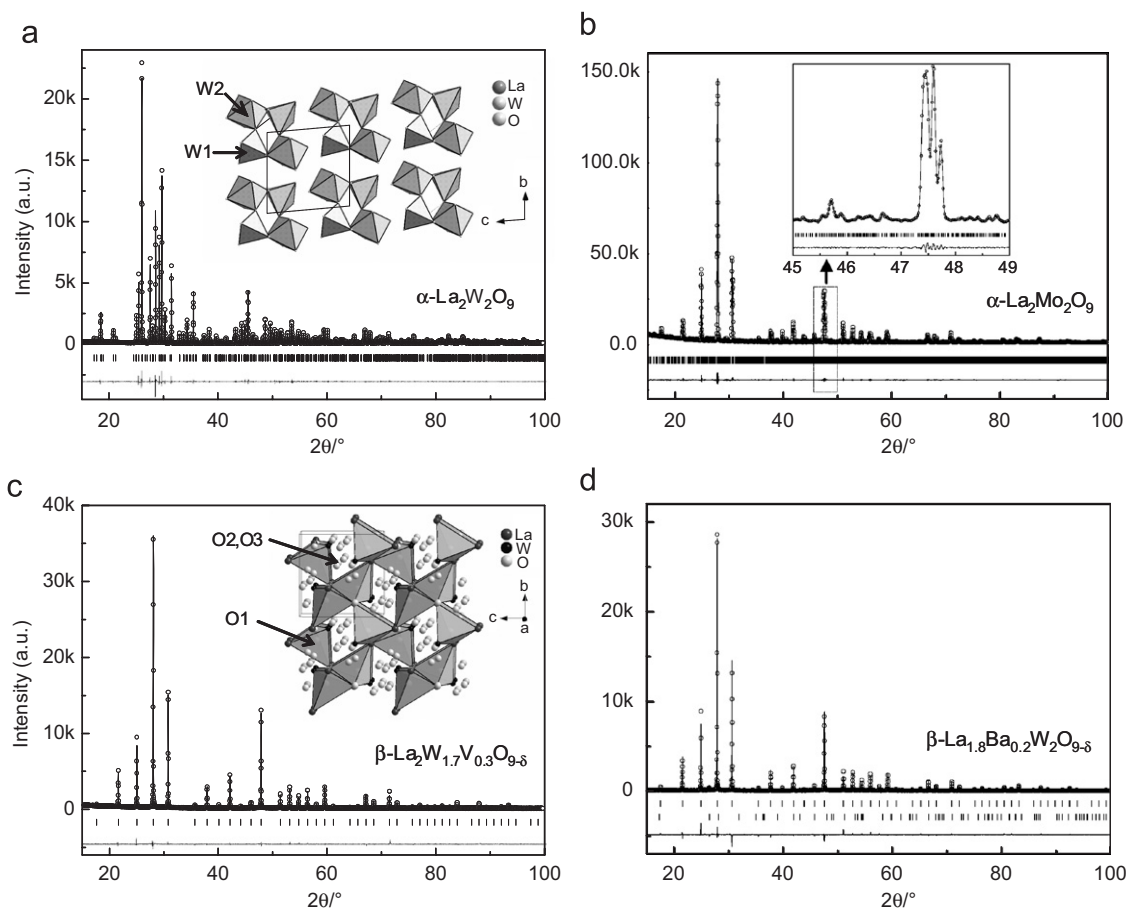 a
Intensity (a.u.)
20k
15k
10k
5k
0
W2
W1
La
W
O
b
c
α-La₂W₂O₉
20 40 60 80 100
2θ/°
b
150.0k
100.0k
50.0k
0.0
45 46 47 48 49
α-La₂Mo₂O₉
20 40 60 80 100
2θ/°
c
Intensity (a.u.)
40k
30k
20k
10k
0
O2,O3
O1
La
W
O
b
c
a
β-La₂W₁.₇V₀.₃O₉₋δ
20 40 60 80 100
2θ/°
d
30k
20k
10k
0
β-La₁.₈Ba₀.₂W₂O₉₋δ
20 40 60 80 100
2θ/°